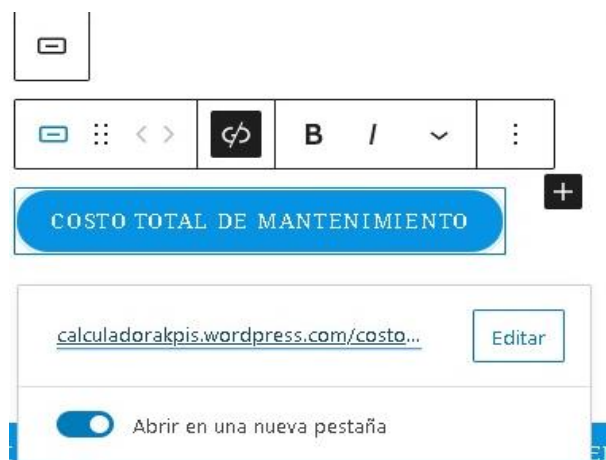 B I
COSTO TOTAL DE MANTENIMIENTO
calculadorakpis.wordpress.com/costo...
Editar
Abrir en una nueva pestaña